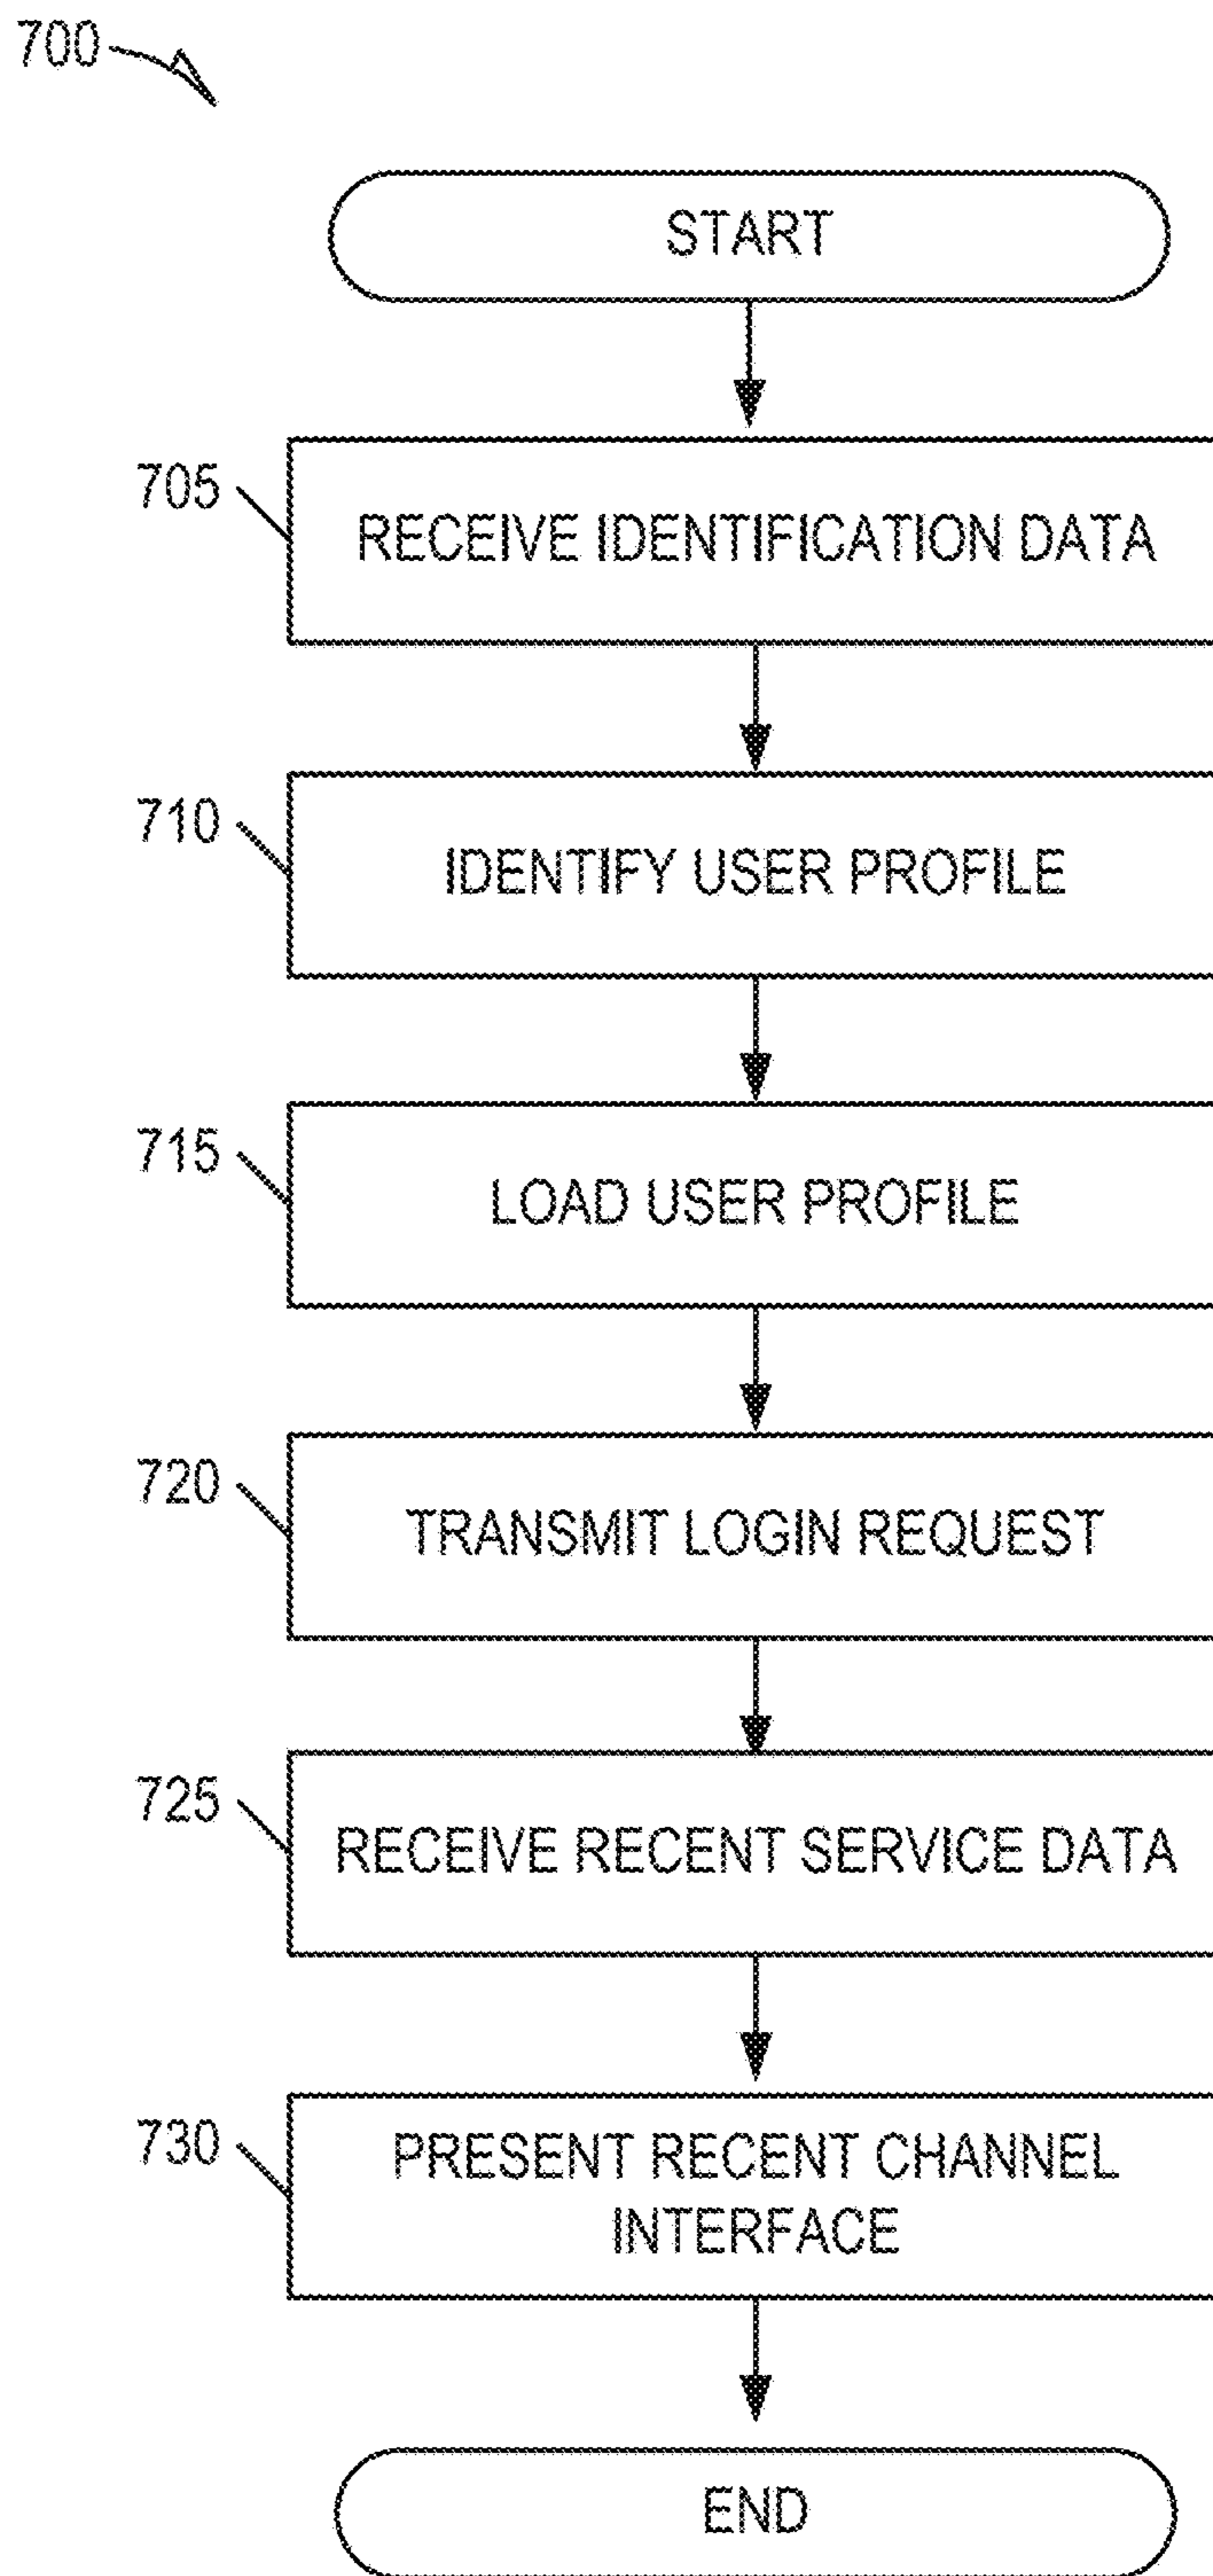 700
START
705
RECEIVE IDENTIFICATION DATA
710
IDENTIFY USER PROFILE
715
LOAD USER PROFILE
720
TRANSMIT LOGIN REQUEST
725
RECEIVE RECENT SERVICE DATA
730
PRESENT RECENT CHANNEL
INTERFACE
END